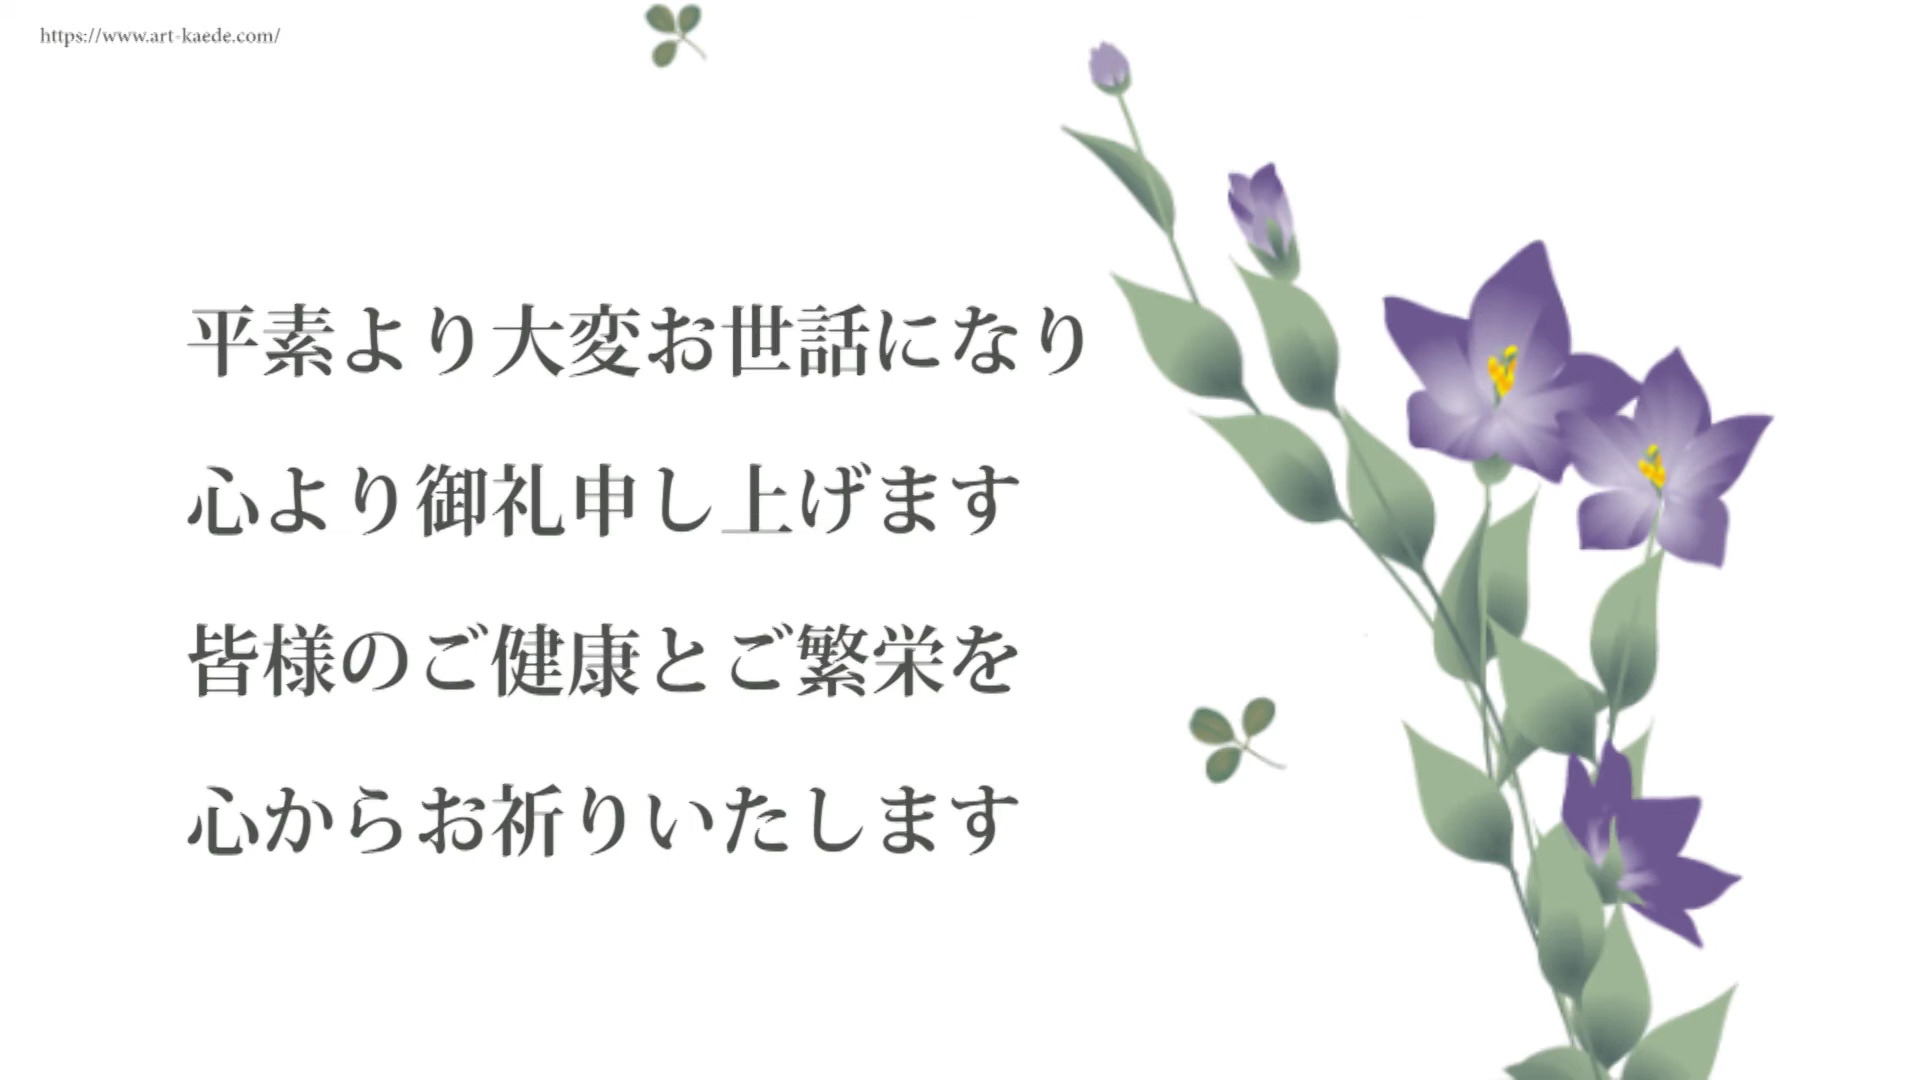 https://www.art-kaede.com/
平素より大変お世話になり
心より御礼申し上げます
皆様のご健康とご繁栄を
心からお祈りいたします